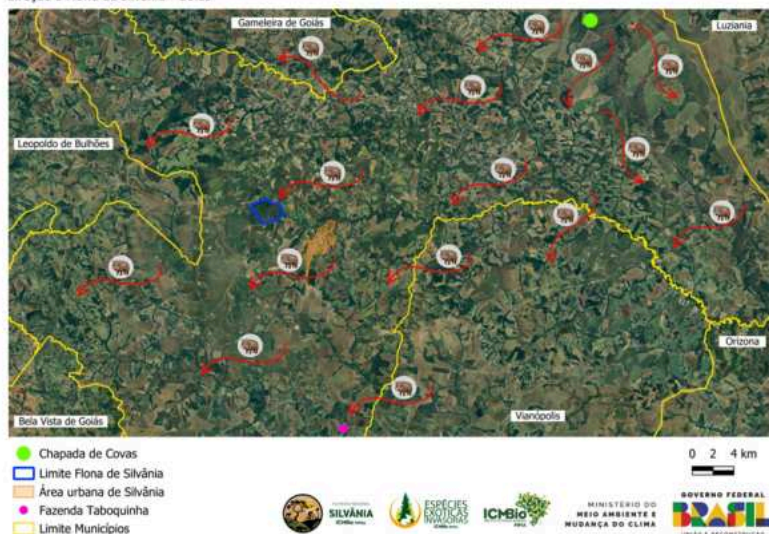 Gameleira de Goiás
Luziania
Leopoldo de Bulhões
Orizona
Bela Vista de Goiás
Vianópolis
Chapada de Covas
Limite Flona de Silvânia
Área urbana de Silvânia
Fazenda Taboquinha
Limite Municípios
0 2 4 km
SILVÂNIA
ICMBio
ESPÉCIES
EXÓTICAS
INVASORAS
ICMBio
MINISTÉRIO DO
MEIO AMBIENTE E
MUDANÇA DO CLIMA
GOVERNO FEDERAL
BRASIL